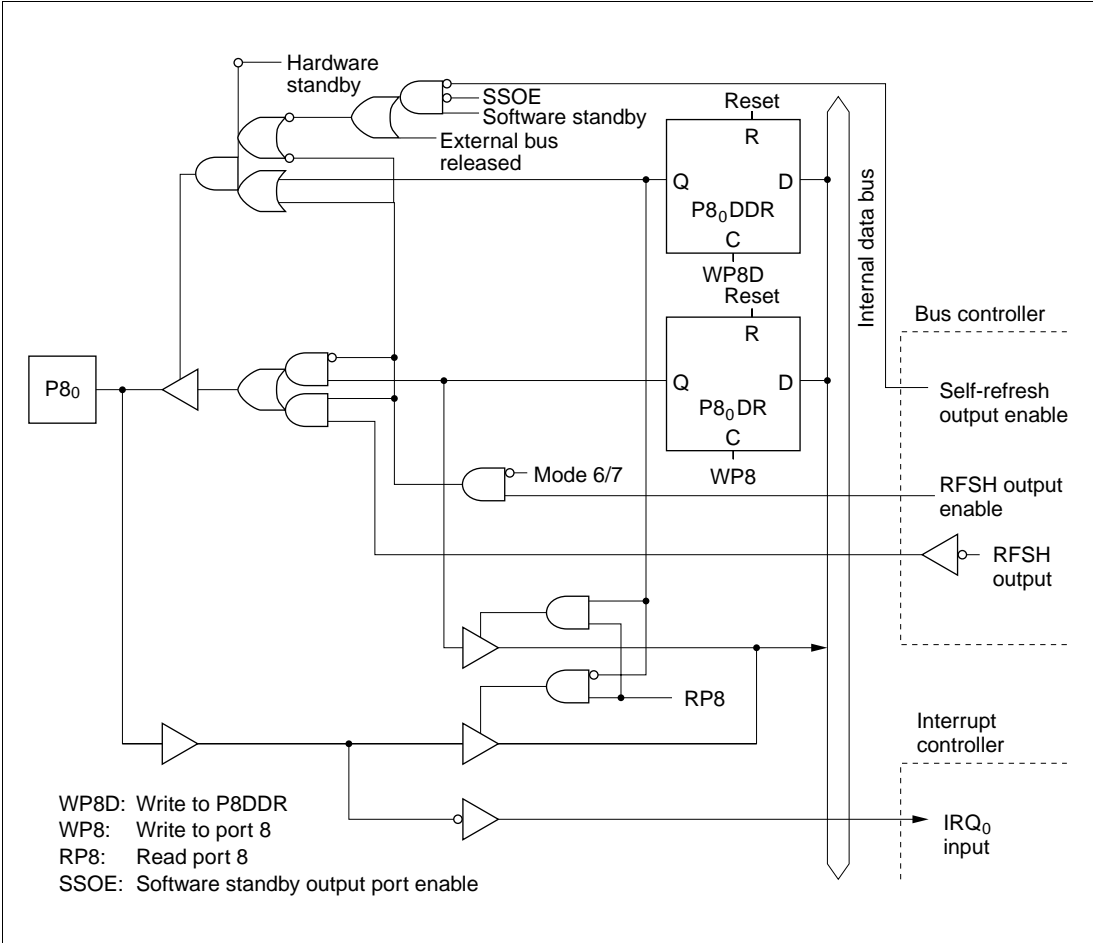 Hardware
standby
SSOE
Software standby
External bus
released
Reset
R
Q
D
P8₀DDR
C
WP8D
Reset
R
Q
D
P8₀DR
C
WP8
Internal data bus
Bus controller
Self-refresh
output enable
P8₀
Mode 6/7
RFSH output
enable
RFSH
output
RP8
Interrupt
controller
IRQ₀
input
WP8D: Write to P8DDR
WP8: Write to port 8
RP8: Read port 8
SSOE: Software standby output port enable